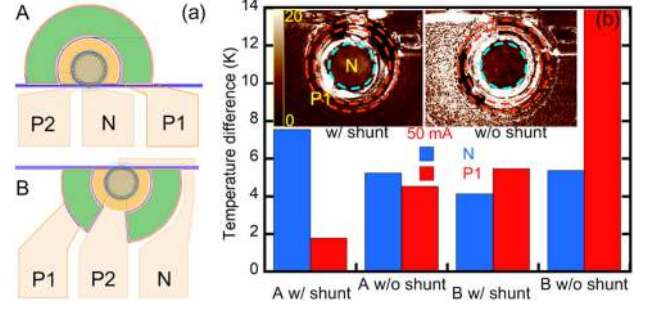 A
(a)
P2
N
P1
B
P1
P2
N
Temperature difference (K)
14
12
10
8
6
4
2
0
20
0
N
P1
(b)
w/ shunt
w/o shunt
50 mA
N
P1
A w/ shunt
A w/o shunt
B w/ shunt
B w/o shunt